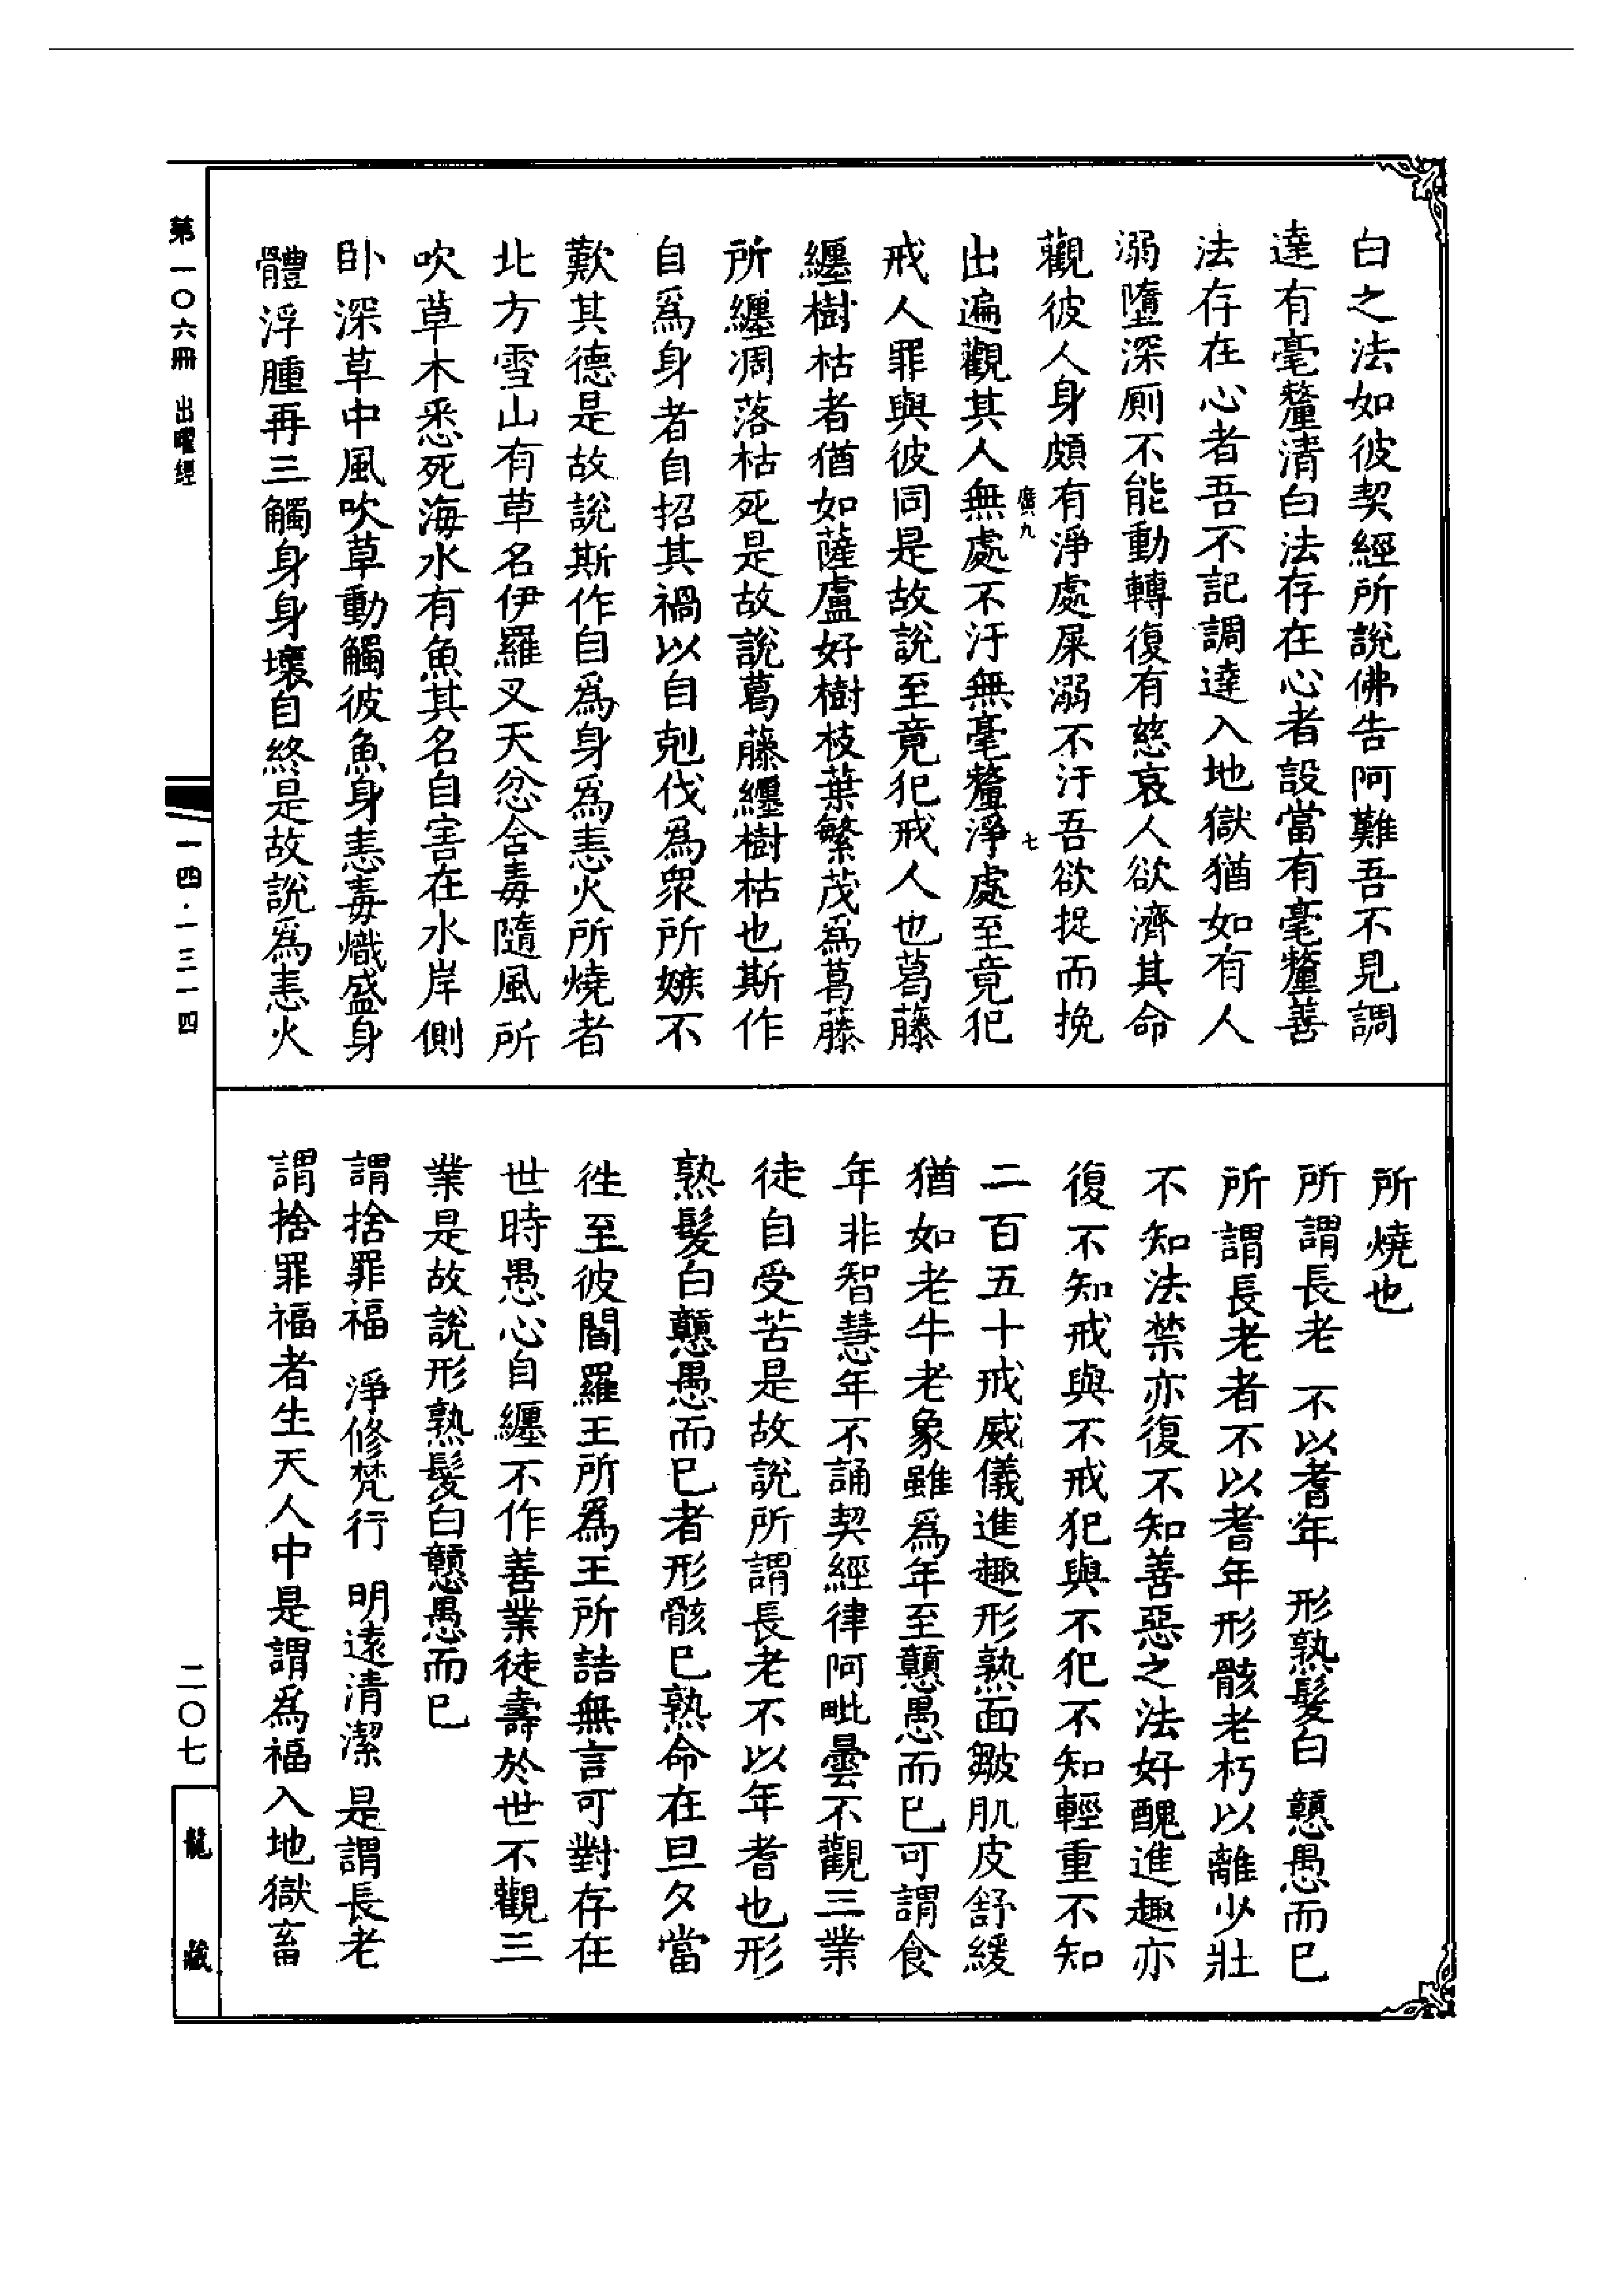 白之法如彼契經所說佛告阿難吾不見調
達有毫釐清白法存在心者設當有毫釐善
法存在心者吾不記調達入地獄猶如有人
溺墮深廁不能動轉復有慈哀人欲濟其命
觀彼人身頗有淨處屎溺不汙吾欲捉而挽
廣九 七
出遍觀其人無處不汙無毫釐淨處至竟犯
戒人罪與彼同是故說至竟犯戒人也葛藤
纏樹枯者猶如薩盧好樹枝葉繁茂為葛藤
所纏凋落枯死是故說葛藤纏樹枯也斯作
自為身者自招其禍以自剋伐為眾所嫉不
歎其德是故說斯作自為身為恚火所燒者
北方雪山有草名伊羅叉天忿含毒隨風所
吹草木悉死海水有魚其名自害在水岸側
卧深草中風吹草動觸彼魚身恚毒熾盛身
體浮腫再三觸身身壞自終是故說為恚火
所燒也
所謂長老 不以耆年 形熟髮白 戇愚而已
所謂長老者不以耆年形骸老朽以離少壯
不知法禁亦復不知善惡之法好醜進趣亦
復不知戒與不戒犯與不犯不知輕重不知
二百五十戒威儀進趣形熟面皺肌皮舒緩
猶如老牛老象雖為年至戇愚而已可謂食
年非智慧年不誦契經律阿毗曇不觀三業
徒自受苦是故說所謂長老不以年耆也形
熟髮白戇愚而已者形骸已熟命在旦夕當
徃至彼閻羅王所為王所詰無言可對存在
世時愚心自纏不作善業徒壽於世不觀三
業是故說形熟髮白戇愚而已
謂捨罪福 淨修梵行 明遠清潔 是謂長老
謂捨罪福者生天人中是謂為福入地獄畜
第一〇六冊 出曜經
一四·一三一四
二〇七
龍藏